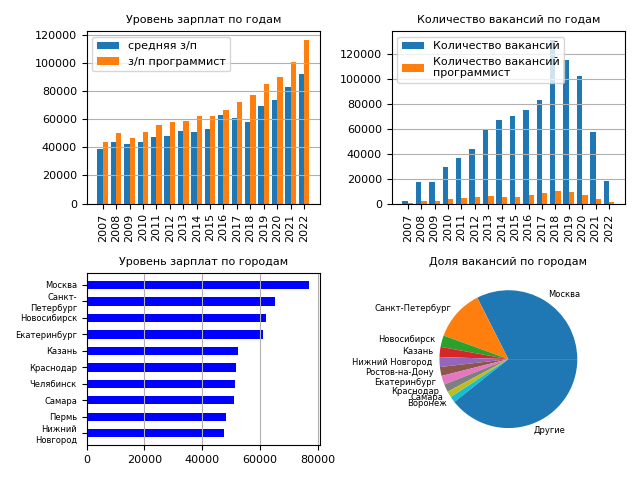 Уровень зарплат по годам
120000
100000
80000
60000
40000
20000
0
средняя з/п
з/п программист
2007 2008 2009 2010 2011 2012 2013 2014 2015 2016 2017 2018 2019 2020 2021 2022
Количество вакансий по годам
120000
100000
80000
60000
40000
20000
0
Количество вакансий
Количество вакансий
программист
2007 2008 2009 2010 2011 2012 2013 2014 2015 2016 2017 2018 2019 2020 2021 2022
Уровень зарплат по городам
Москва
Санкт-
Петербург
Новосибирск
Екатеринбург
Казань
Краснодар
Челябинск
Самара
Пермь
Нижний
Новгород
0 20000 40000 60000 80000
Доля вакансий по городам
Москва
Санкт-Петербург
Новосибирск
Казань
Нижний Новгород
Ростов-на-Дону
Екатеринбург
Краснодар
Самара
Воронеж
Другие